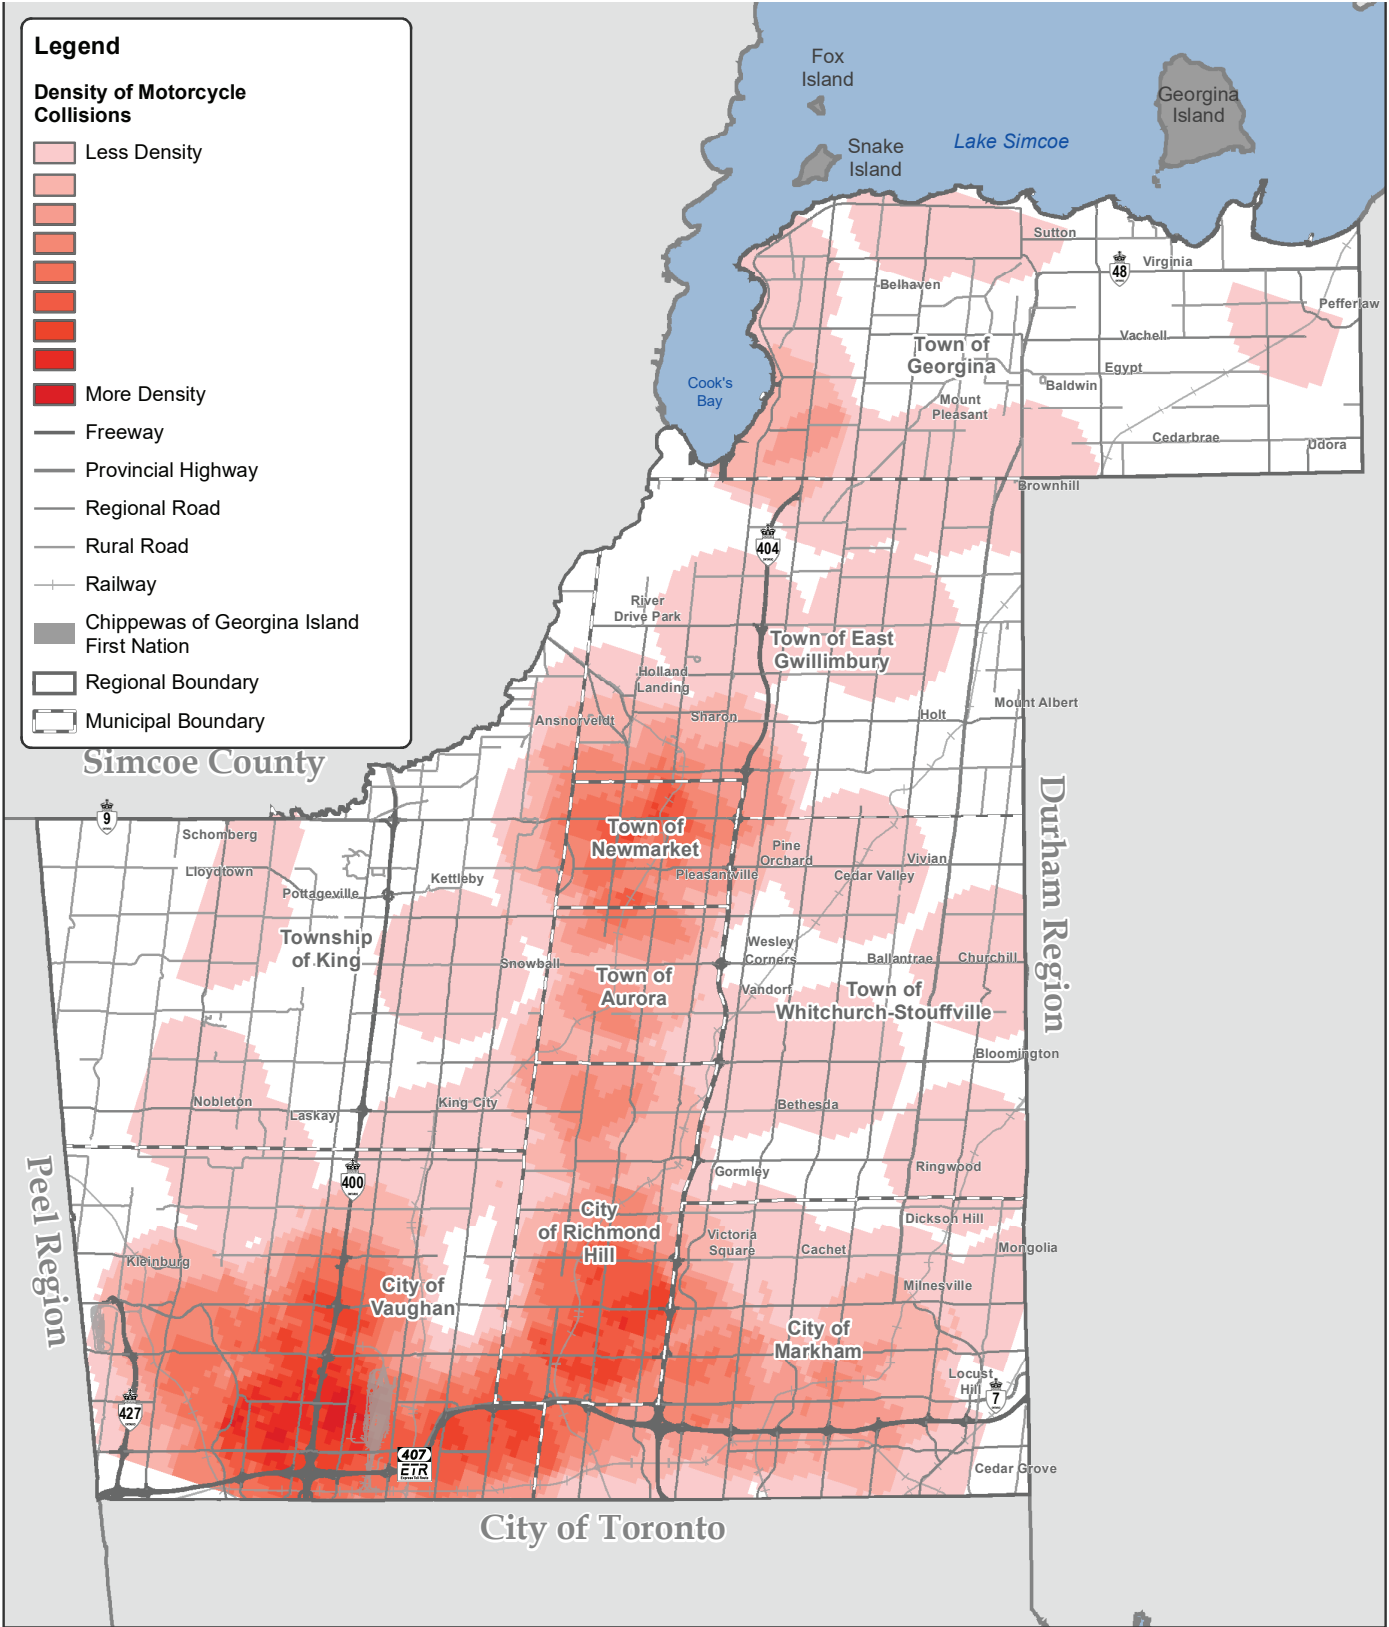 Legend
Density of Motorcycle
Collisions
Less Density
More Density
Freeway
Provincial Highway
Regional Road
Rural Road
Railway
Chippewas of Georgina Island
First Nation
Regional Boundary
Municipal Boundary
Fox
Island
Georgina
Island
Snake
Island
Lake Simcoe
Cook's
Bay
Sutton
Virginia
48
Belhaven
Pefferlaw
Vachell
Town of
Georgina
Egypt
Baldwin
Mount
Pleasant
Cedarbrae
Udora
Brownhill
404
River
Drive Park
Town of East
Gwillimbury
Holland
Landing
Mount Albert
Ansnorveldt
Sharon
Holt
Simcoe County
Durham Region
9
Schomberg
Lloydtown
Pottageville
Kettleby
Town of
Newmarket
Pleasantville
Pine
Orchard
Cedar Valley
Vivian
Township
of King
Snowball
Town of
Aurora
Wesley
Corners
Vandorf
Ballantrae
Churchill
Town of
Whitchurch-Stouffville
Bloomington
Nobleton
Laskay
King City
Bethesda
Peel Region
400
Gormley
Ringwood
City
of Richmond
Hill
Victoria
Square
Cachet
Dickson Hill
Mongolia
Kleinburg
City of
Vaughan
Milnesville
City of
Markham
Locust
Hill
7
427
407
ETR
Cedar Grove
City of Toronto